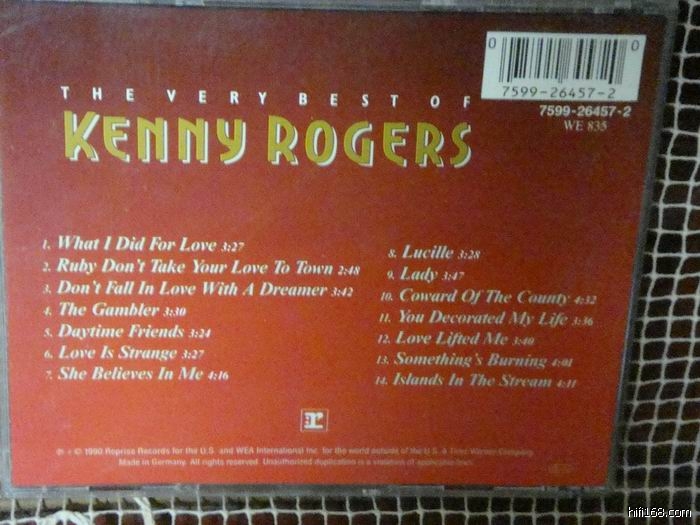 0 0
7599-26457-2
7599-26457-2
WE 835
THE VERY BEST OF
KENNY ROGERS
1. What I Did For Love 3:27
2. Ruby Don't Take Your Love To Town 2:48
3. Don't Fall In Love With A Dreamer 3:42
4. The Gambler 3:30
5. Daytime Friends 3:24
6. Love Is Strange 3:27
7. She Believes In Me 4:16
8. Lucille 3:28
9. Lady 3:47
10. Coward Of The County 4:32
11. You Decorated My Life 3:36
12. Love Lifted Me 3:40
13. Something's Burning 4:01
14. Islands In The Stream 4:11
r
℗ + © 1990 Reprise Records for the U.S. and WEA International Inc. for the world outside of the U.S. A Time Warner Company.
Made in Germany. All rights reserved. Unauthorized duplication is a violation of applicable laws.
hifi168.com